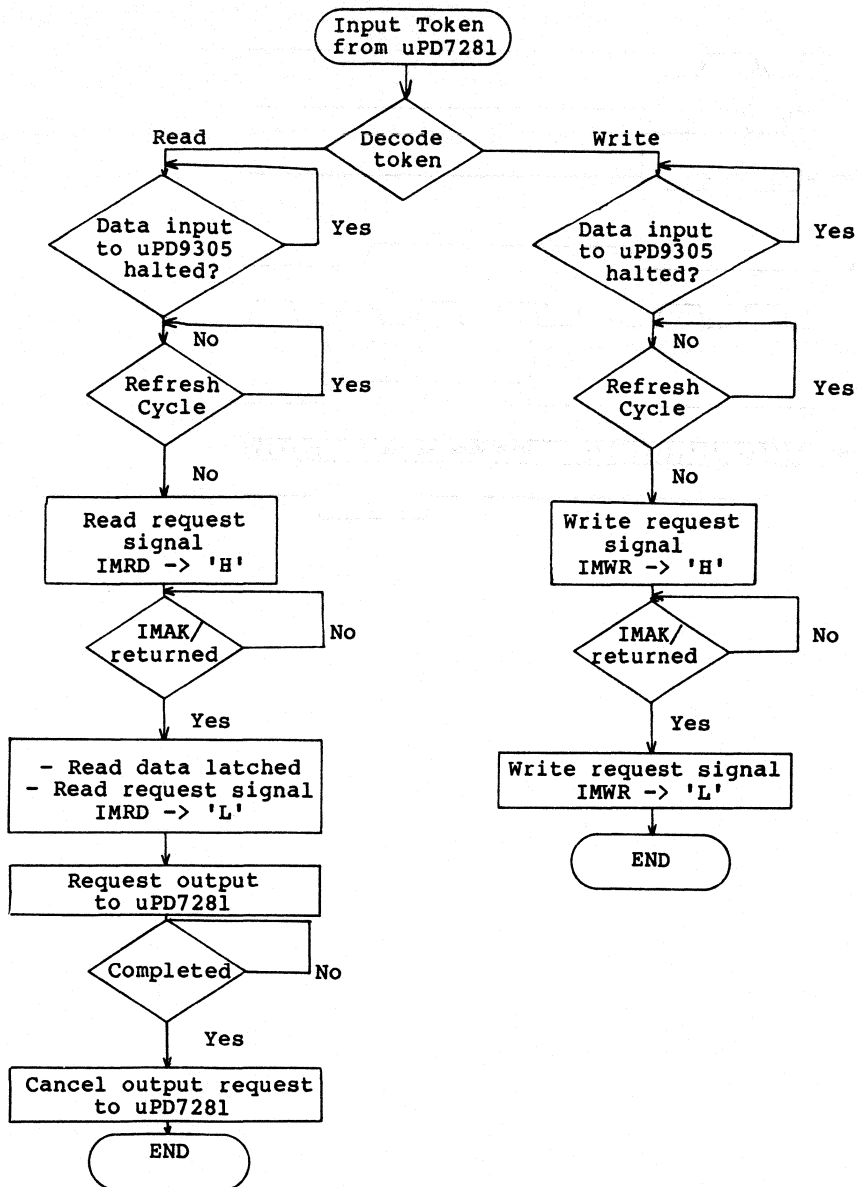 Input Token
from uPD7281
Decode
token
Read
Write
Data input
to uPD9305
halted?
Yes
No
Refresh
Cycle
Yes
No
Read request
signal
IMRD -> 'H'
IMAK/
returned
No
Yes
- Read data latched
- Read request signal
IMRD -> 'L'
Request output
to uPD7281
Completed
No
Yes
Cancel output request
to uPD7281
END
Data input
to uPD9305
halted?
Yes
No
Refresh
Cycle
Yes
No
Write request
signal
IMWR -> 'H'
IMAK/
returned
No
Yes
Write request signal
IMWR -> 'L'
END